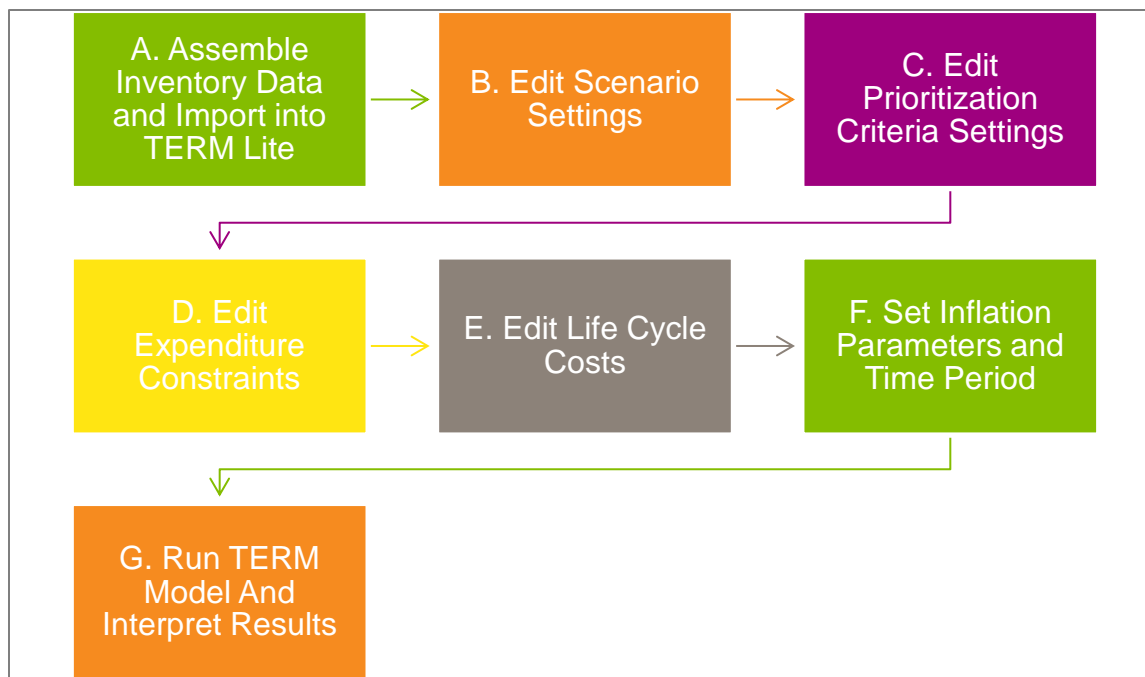 A. Assemble
Inventory Data
and Import into
TERM Lite
B. Edit Scenario
Settings
C. Edit
Prioritization
Criteria Settings
D. Edit
Expenditure
Constraints
E. Edit Life Cycle
Costs
F. Set Inflation
Parameters and
Time Period
G. Run TERM
Model And
Interpret Results